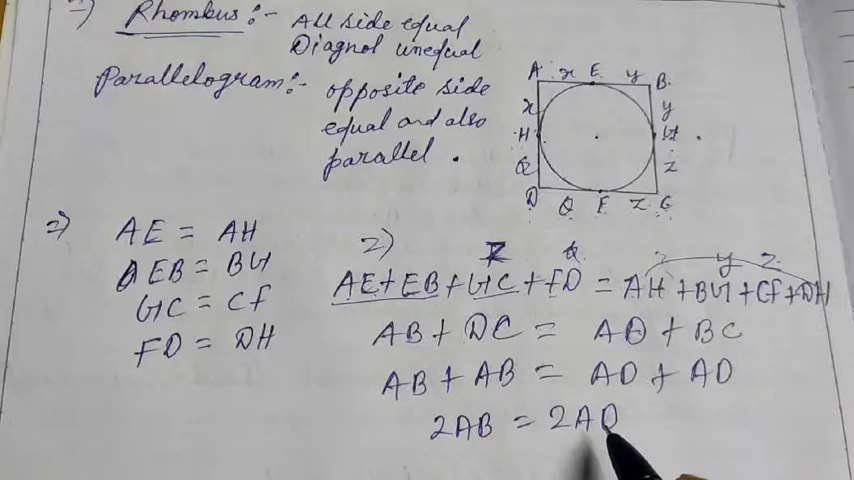 =) Rhombus :- All side equal
Diagnol unequal
Parallelogram :- opposite side
equal and also
parallel .
A x E y B
x y
H G
Q z
D Q F z C
=) AE = AH
EB = BG
GC = CF
FD = DH
2)
AE + EB + GC + FD = AH + BG + CF + DH
AB + DC = AD + BC
AB + AB = AD + AD
2AB = 2AD